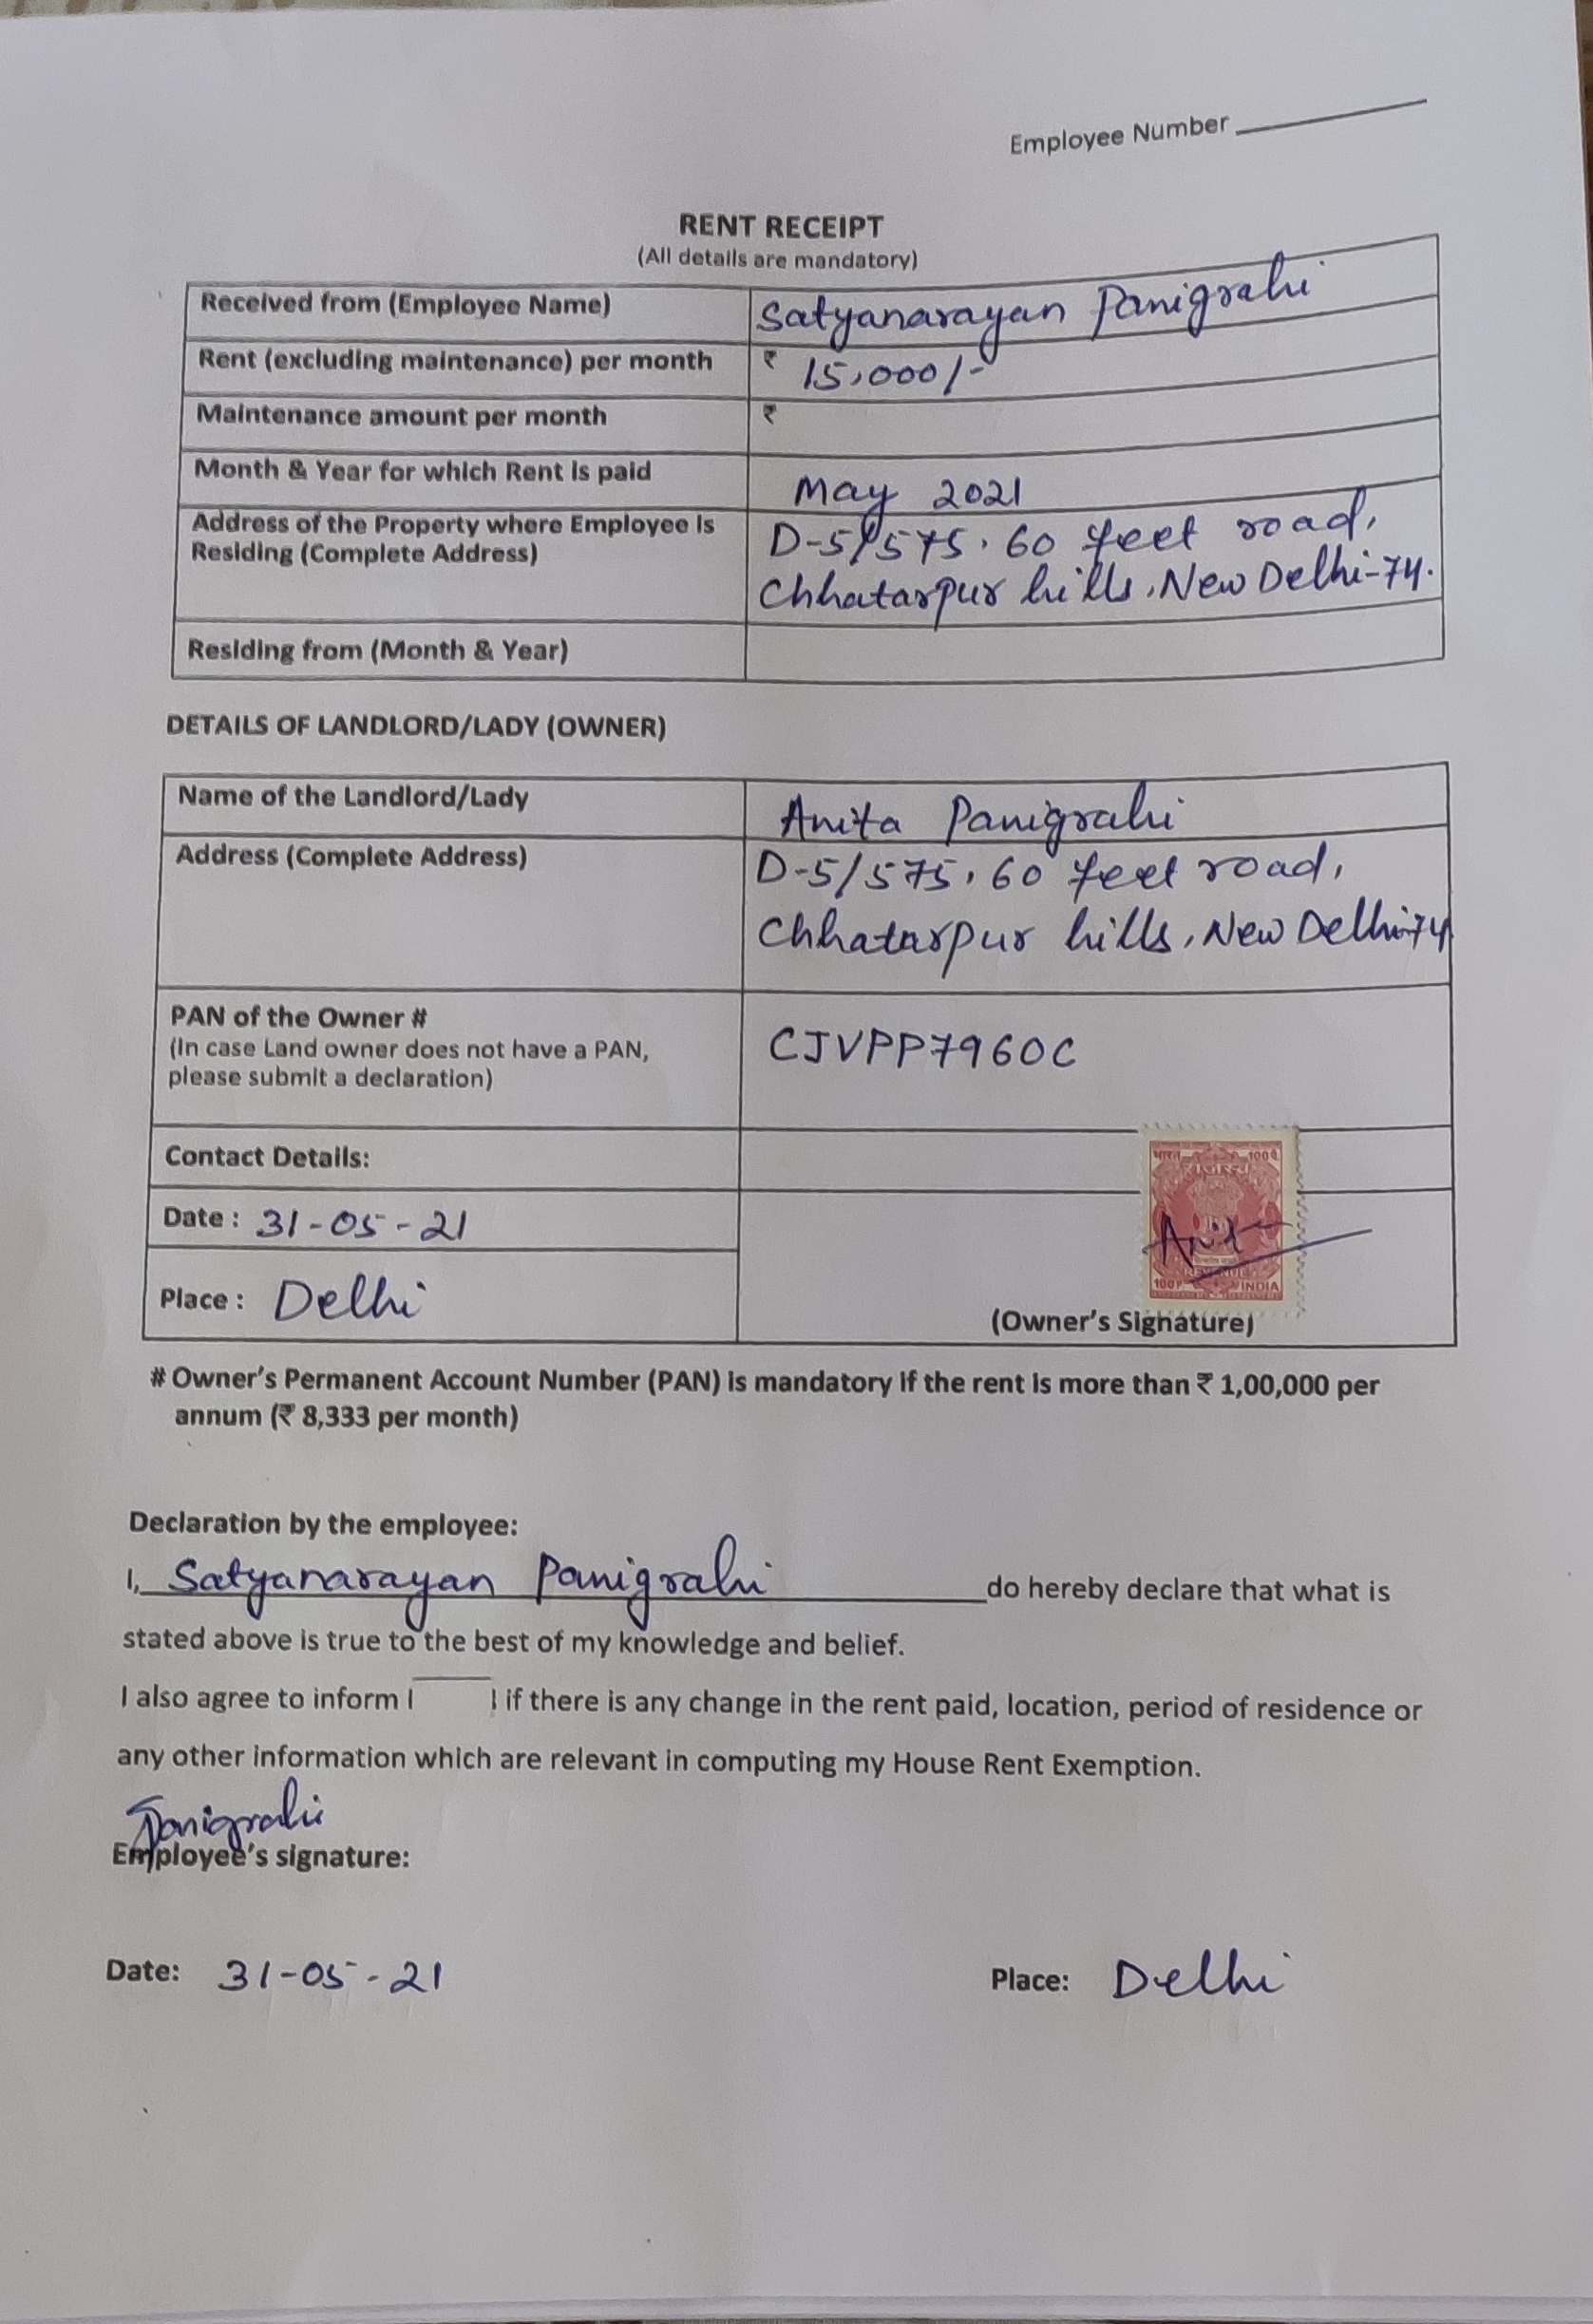 Employee Number
RENT RECEIPT
(All details are mandatory)
Received from (Employee Name) Satyanarayan Panigrahi
Rent (excluding maintenance) per month ₹ 15,000/-
Maintenance amount per month ₹
Month & Year for which Rent is paid May 2021
Address of the Property where Employee is D-5/575, 60 feet road,
Residing (Complete Address) Chhatarpur hills, New Delhi-74.
Residing from (Month & Year)
DETAILS OF LANDLORD/LADY (OWNER)
Name of the Landlord/Lady Anita Panigrahi
Address (Complete Address) D-5/575, 60 feet road,
Chhatarpur hills, New Delhi-74
PAN of the Owner #
(In case Land owner does not have a PAN, CJVPP7960C
please submit a declaration)
Contact Details:
भारत 100
राजस्व
Date : 31-05-21
Anit
REVENUE
Place : Delhi
100 INDIA
(Owner's Signature)
# Owner's Permanent Account Number (PAN) is mandatory if the rent is more than ₹ 1,00,000 per
annum (₹ 8,333 per month)
Declaration by the employee:
I, Satyanarayan Panigrahi do hereby declare that what is
stated above is true to the best of my knowledge and belief.
I also agree to inform if there is any change in the rent paid, location, period of residence or
any other information which are relevant in computing my House Rent Exemption.
Panigrahi
Employee's signature:
Date: 31-05-21 Place: Delhi